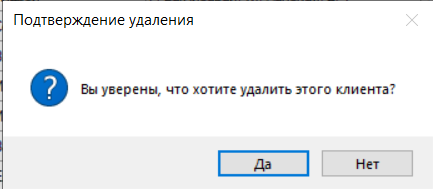 Подтверждение удаления
Вы уверены, что хотите удалить этого клиента?
Да
Нет